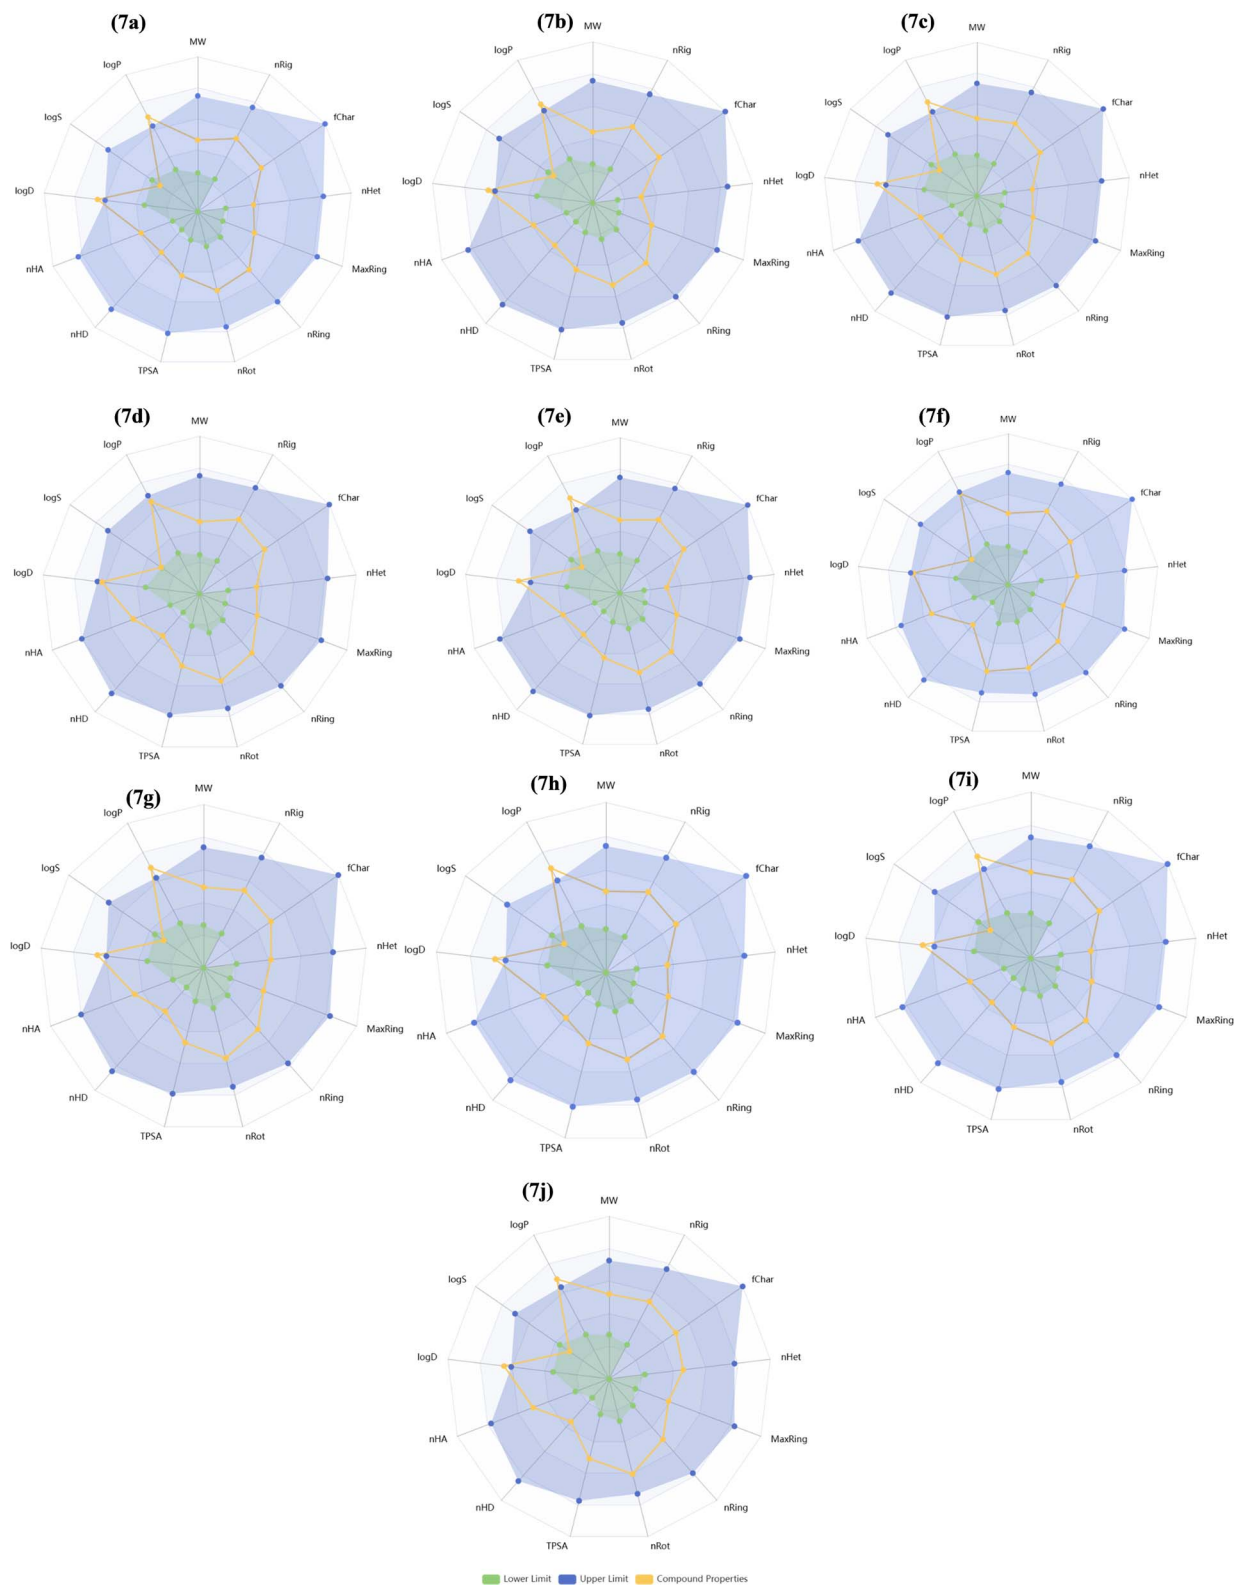 (7a)
MW
nRig
fChar
nHet
MaxRing
nRing
nRot
TPSA
nHD
nHA
logD
logS
logP
(7b)
MW
nRig
fChar
nHet
MaxRing
nRing
nRot
TPSA
nHD
nHA
logD
logS
logP
(7c)
MW
nRig
fChar
nHet
MaxRing
nRing
nRot
TPSA
nHD
nHA
logD
logS
logP
(7d)
MW
nRig
fChar
nHet
MaxRing
nRing
nRot
TPSA
nHD
nHA
logD
logS
logP
(7e)
MW
nRig
fChar
nHet
MaxRing
nRing
nRot
TPSA
nHD
nHA
logD
logS
logP
(7f)
MW
nRig
fChar
nHet
MaxRing
nRing
nRot
TPSA
nHD
nHA
logD
logS
logP
(7g)
MW
nRig
fChar
nHet
MaxRing
nRing
nRot
TPSA
nHD
nHA
logD
logS
logP
(7h)
MW
nRig
fChar
nHet
MaxRing
nRing
nRot
TPSA
nHD
nHA
logD
logS
logP
(7i)
MW
nRig
fChar
nHet
MaxRing
nRing
nRot
TPSA
nHD
nHA
logD
logS
logP
(7j)
MW
nRig
fChar
nHet
MaxRing
nRing
nRot
TPSA
nHD
nHA
logD
logS
logP
Lower Limit Upper Limit Compound Properties